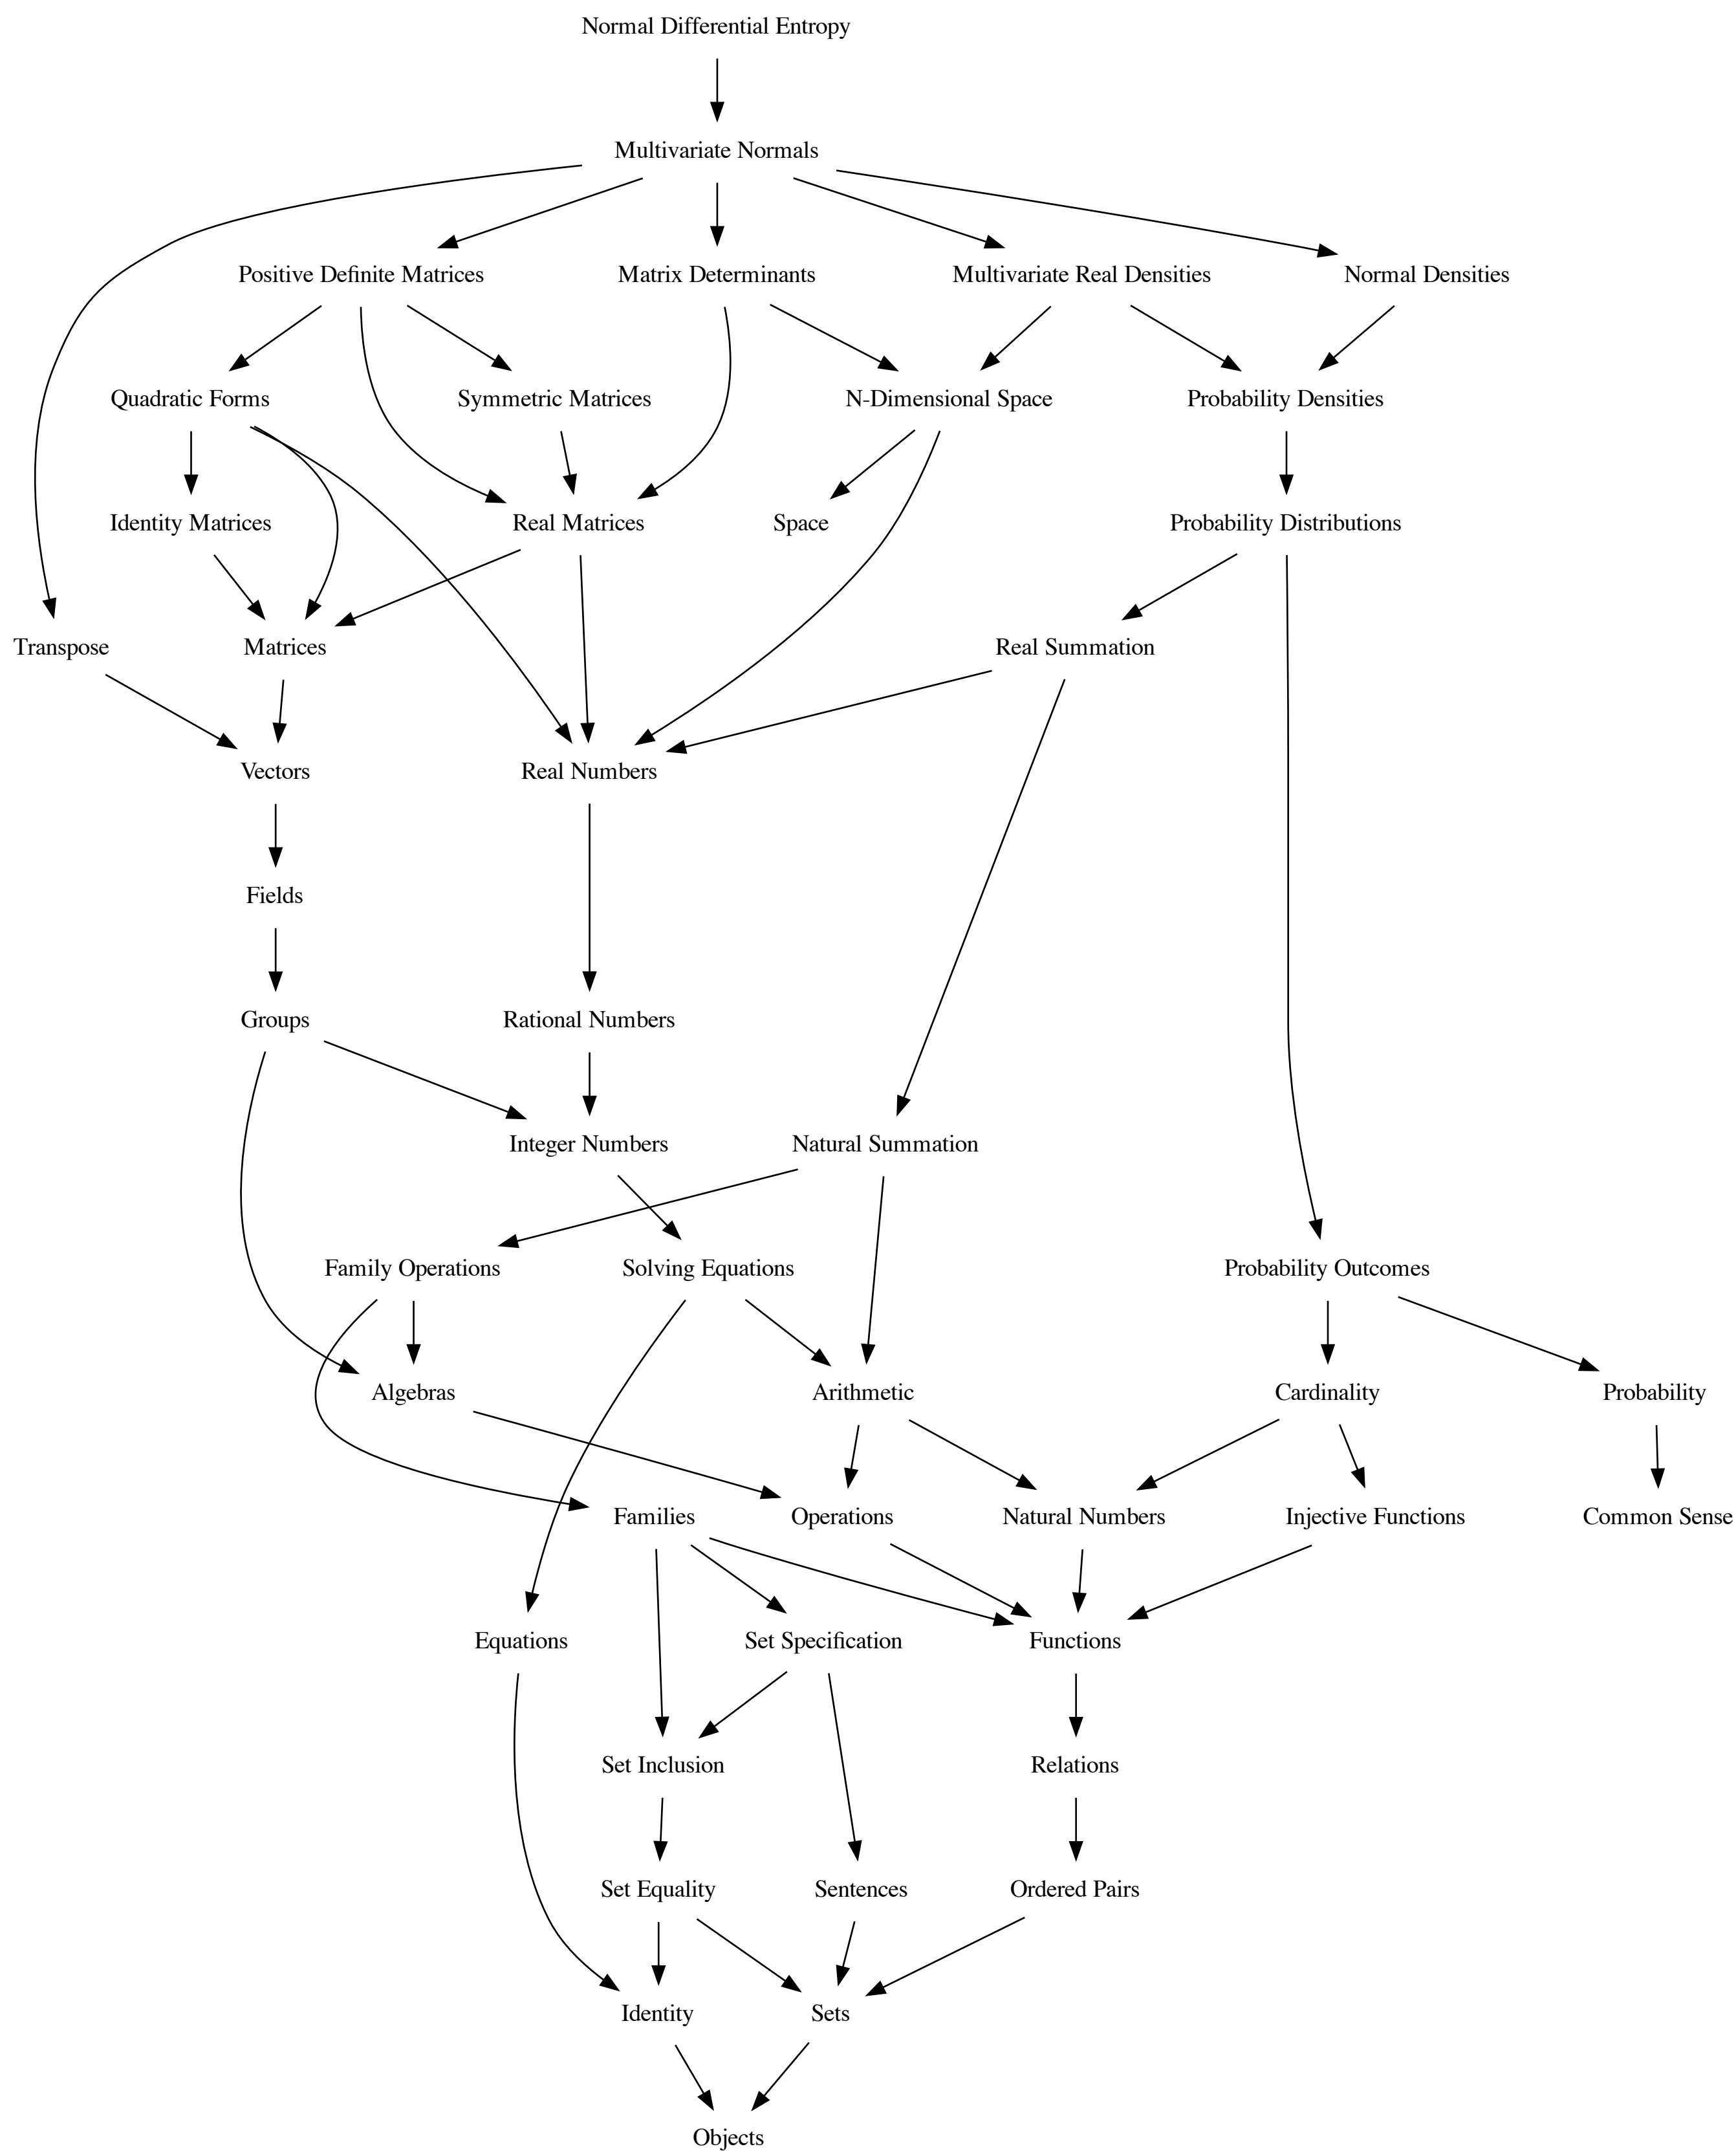 Normal Differential Entropy
Multivariate Normals
Positive Definite Matrices
Matrix Determinants
Multivariate Real Densities
Normal Densities
Quadratic Forms
Symmetric Matrices
N-Dimensional Space
Probability Densities
Identity Matrices
Real Matrices
Space
Probability Distributions
Transpose
Matrices
Real Summation
Vectors
Real Numbers
Fields
Groups
Rational Numbers
Integer Numbers
Natural Summation
Family Operations
Solving Equations
Probability Outcomes
Algebras
Arithmetic
Cardinality
Probability
Families
Operations
Natural Numbers
Injective Functions
Common Sense
Equations
Set Specification
Functions
Set Inclusion
Relations
Set Equality
Sentences
Ordered Pairs
Identity
Sets
Objects